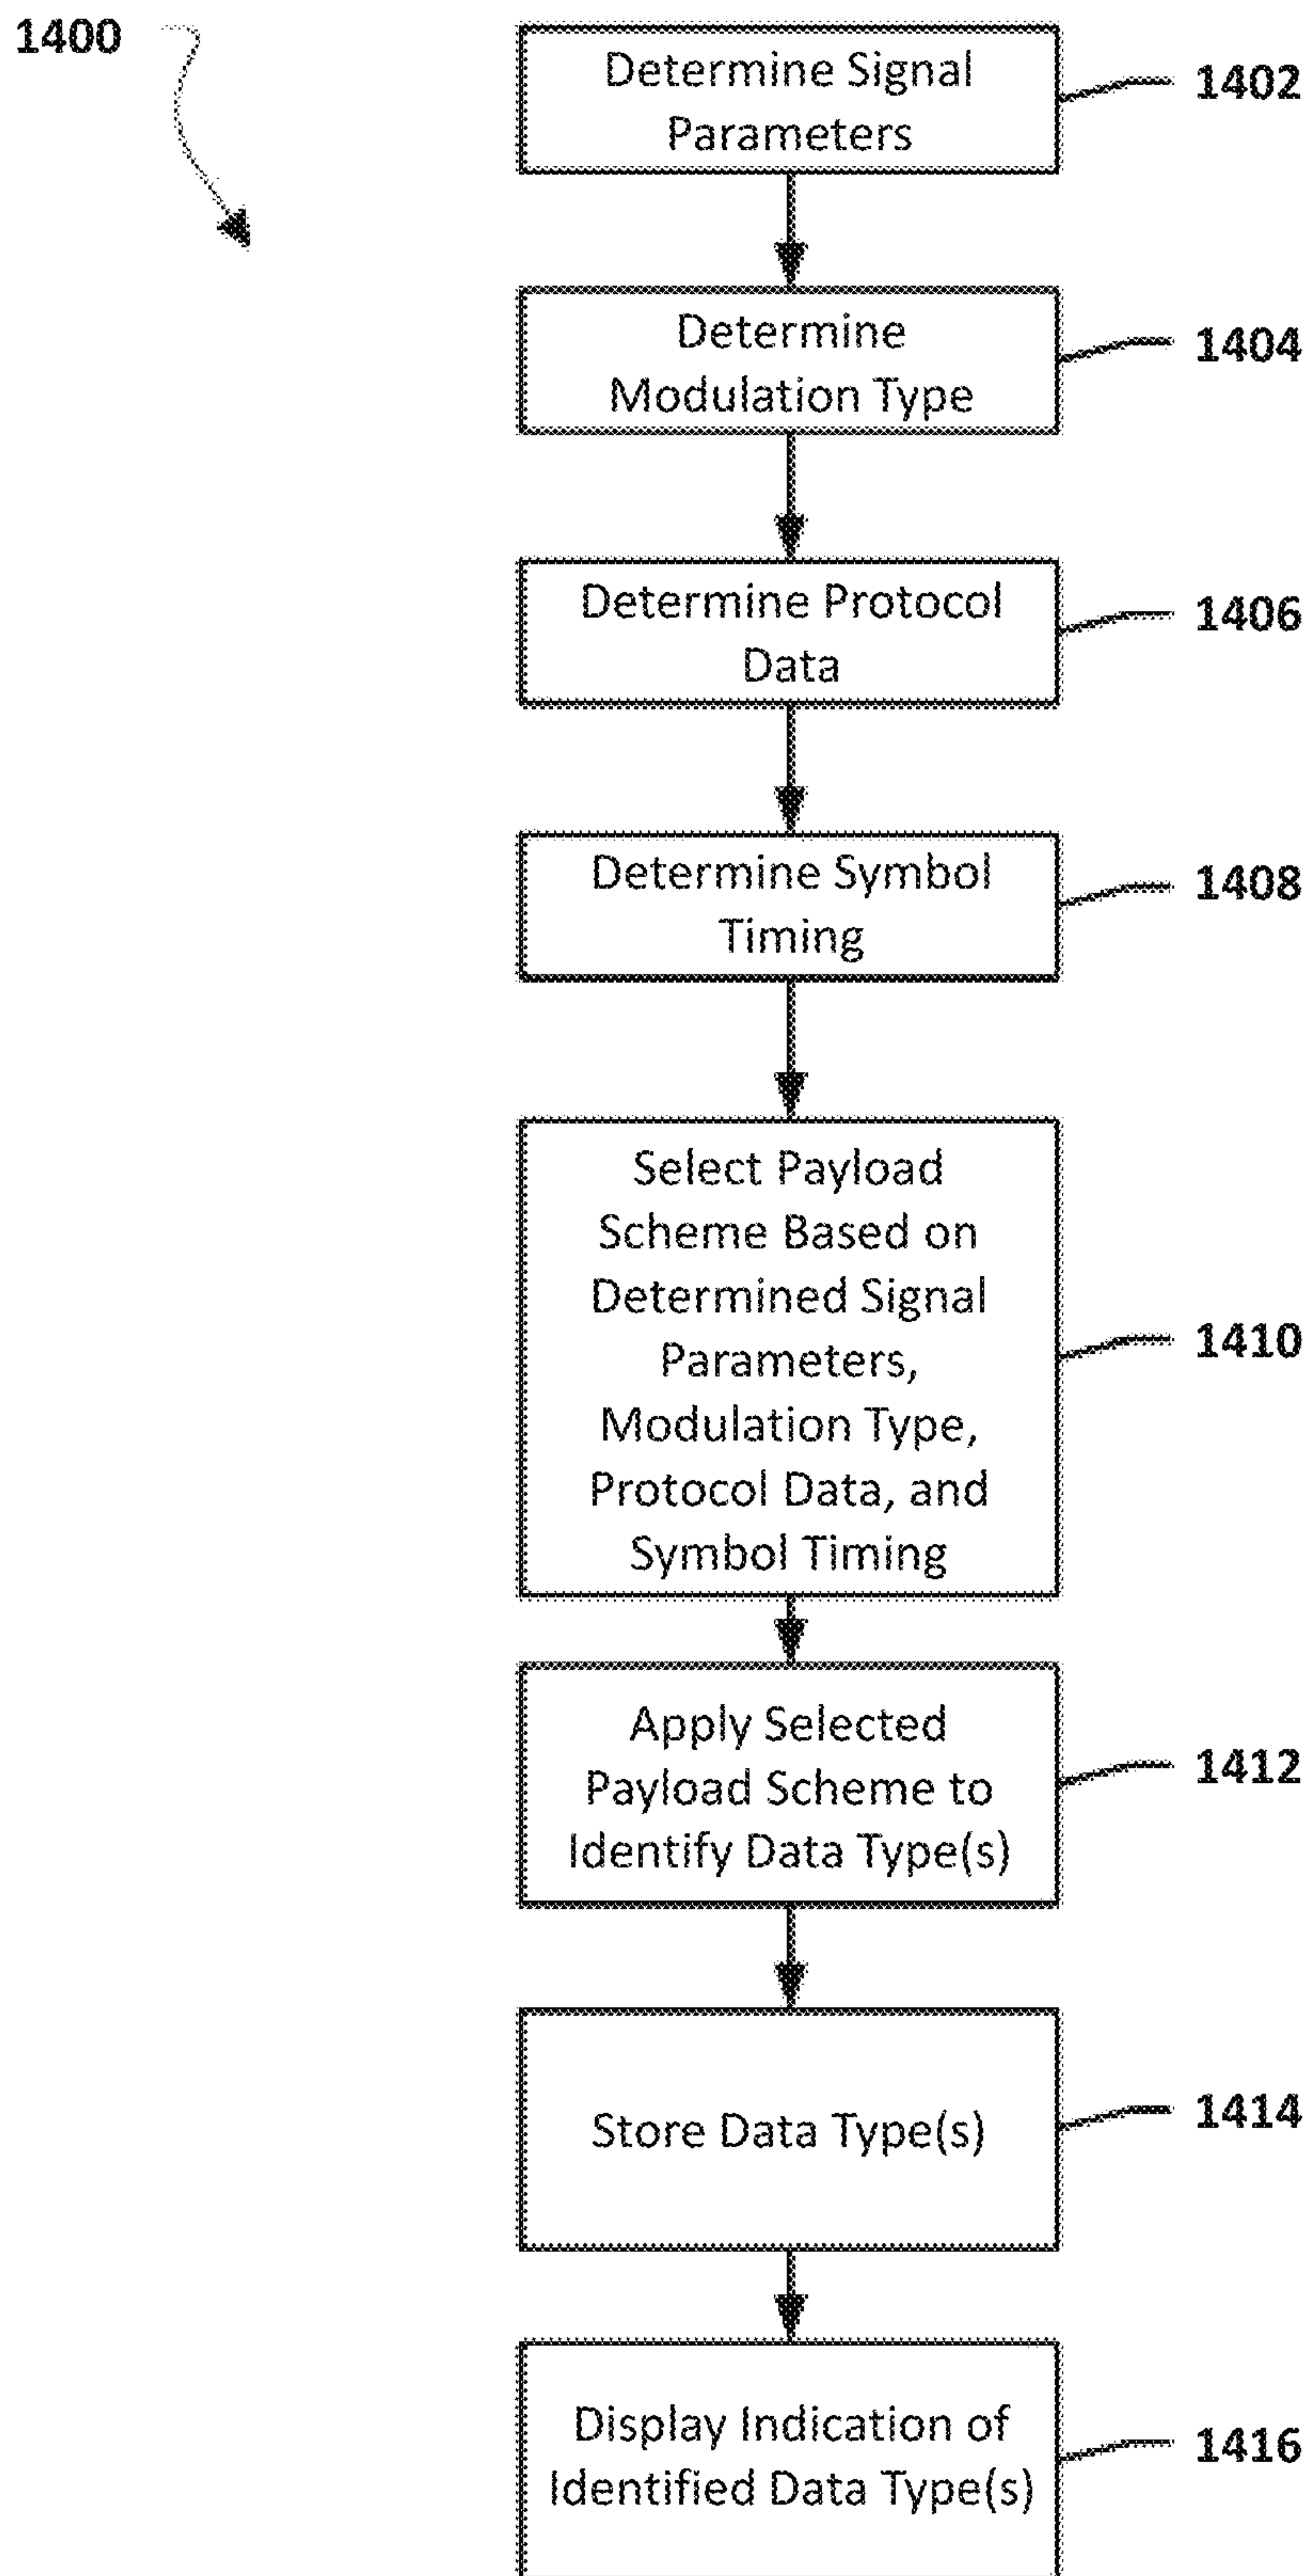 1400
Determine Signal
Parameters
1402
Determine
Modulation Type
1404
Determine Protocol
Data
1406
Determine Symbol
Timing
1408
Select Payload
Scheme Based on
Determined Signal
Parameters,
Modulation Type,
Protocol Data, and
Symbol Timing
1410
Apply Selected
Payload Scheme to
Identify Data Type(s)
1412
Store Data Type(s)
1414
Display Indication of
Identified Data Type(s)
1416